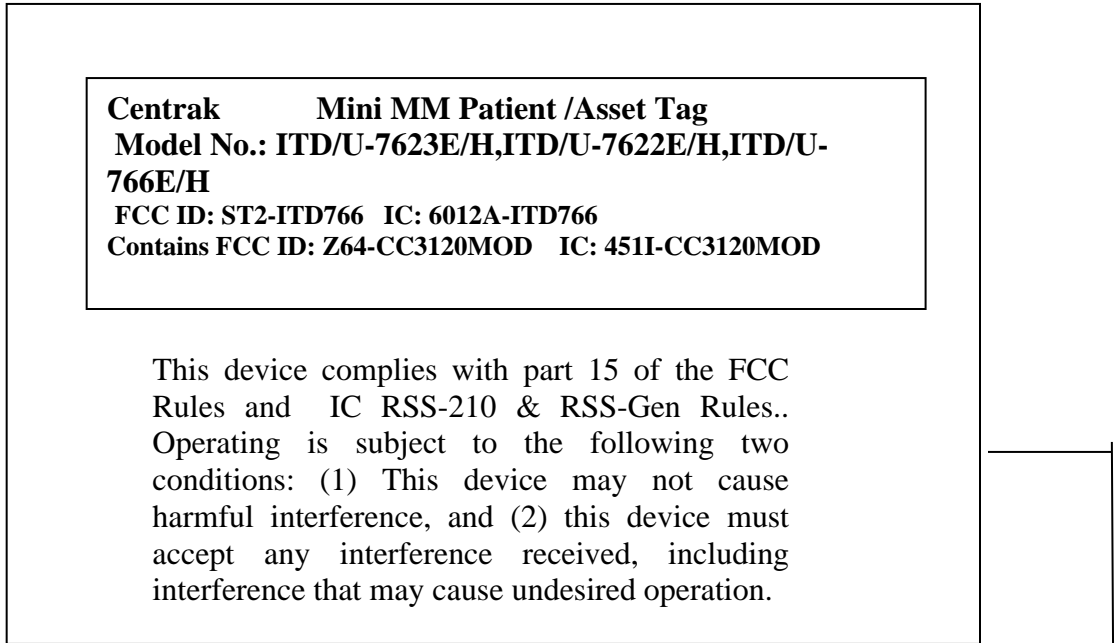 Centrak Mini MM Patient /Asset Tag
Model No.: ITD/U-7623E/H,ITD/U-7622E/H,ITD/U-
766E/H
FCC ID: ST2-ITD766 IC: 6012A-ITD766
Contains FCC ID: Z64-CC3120MOD IC: 451I-CC3120MOD
This device complies with part 15 of the FCC
Rules and IC RSS-210 & RSS-Gen Rules..
Operating is subject to the following two
conditions: (1) This device may not cause
harmful interference, and (2) this device must
accept any interference received, including
interference that may cause undesired operation.